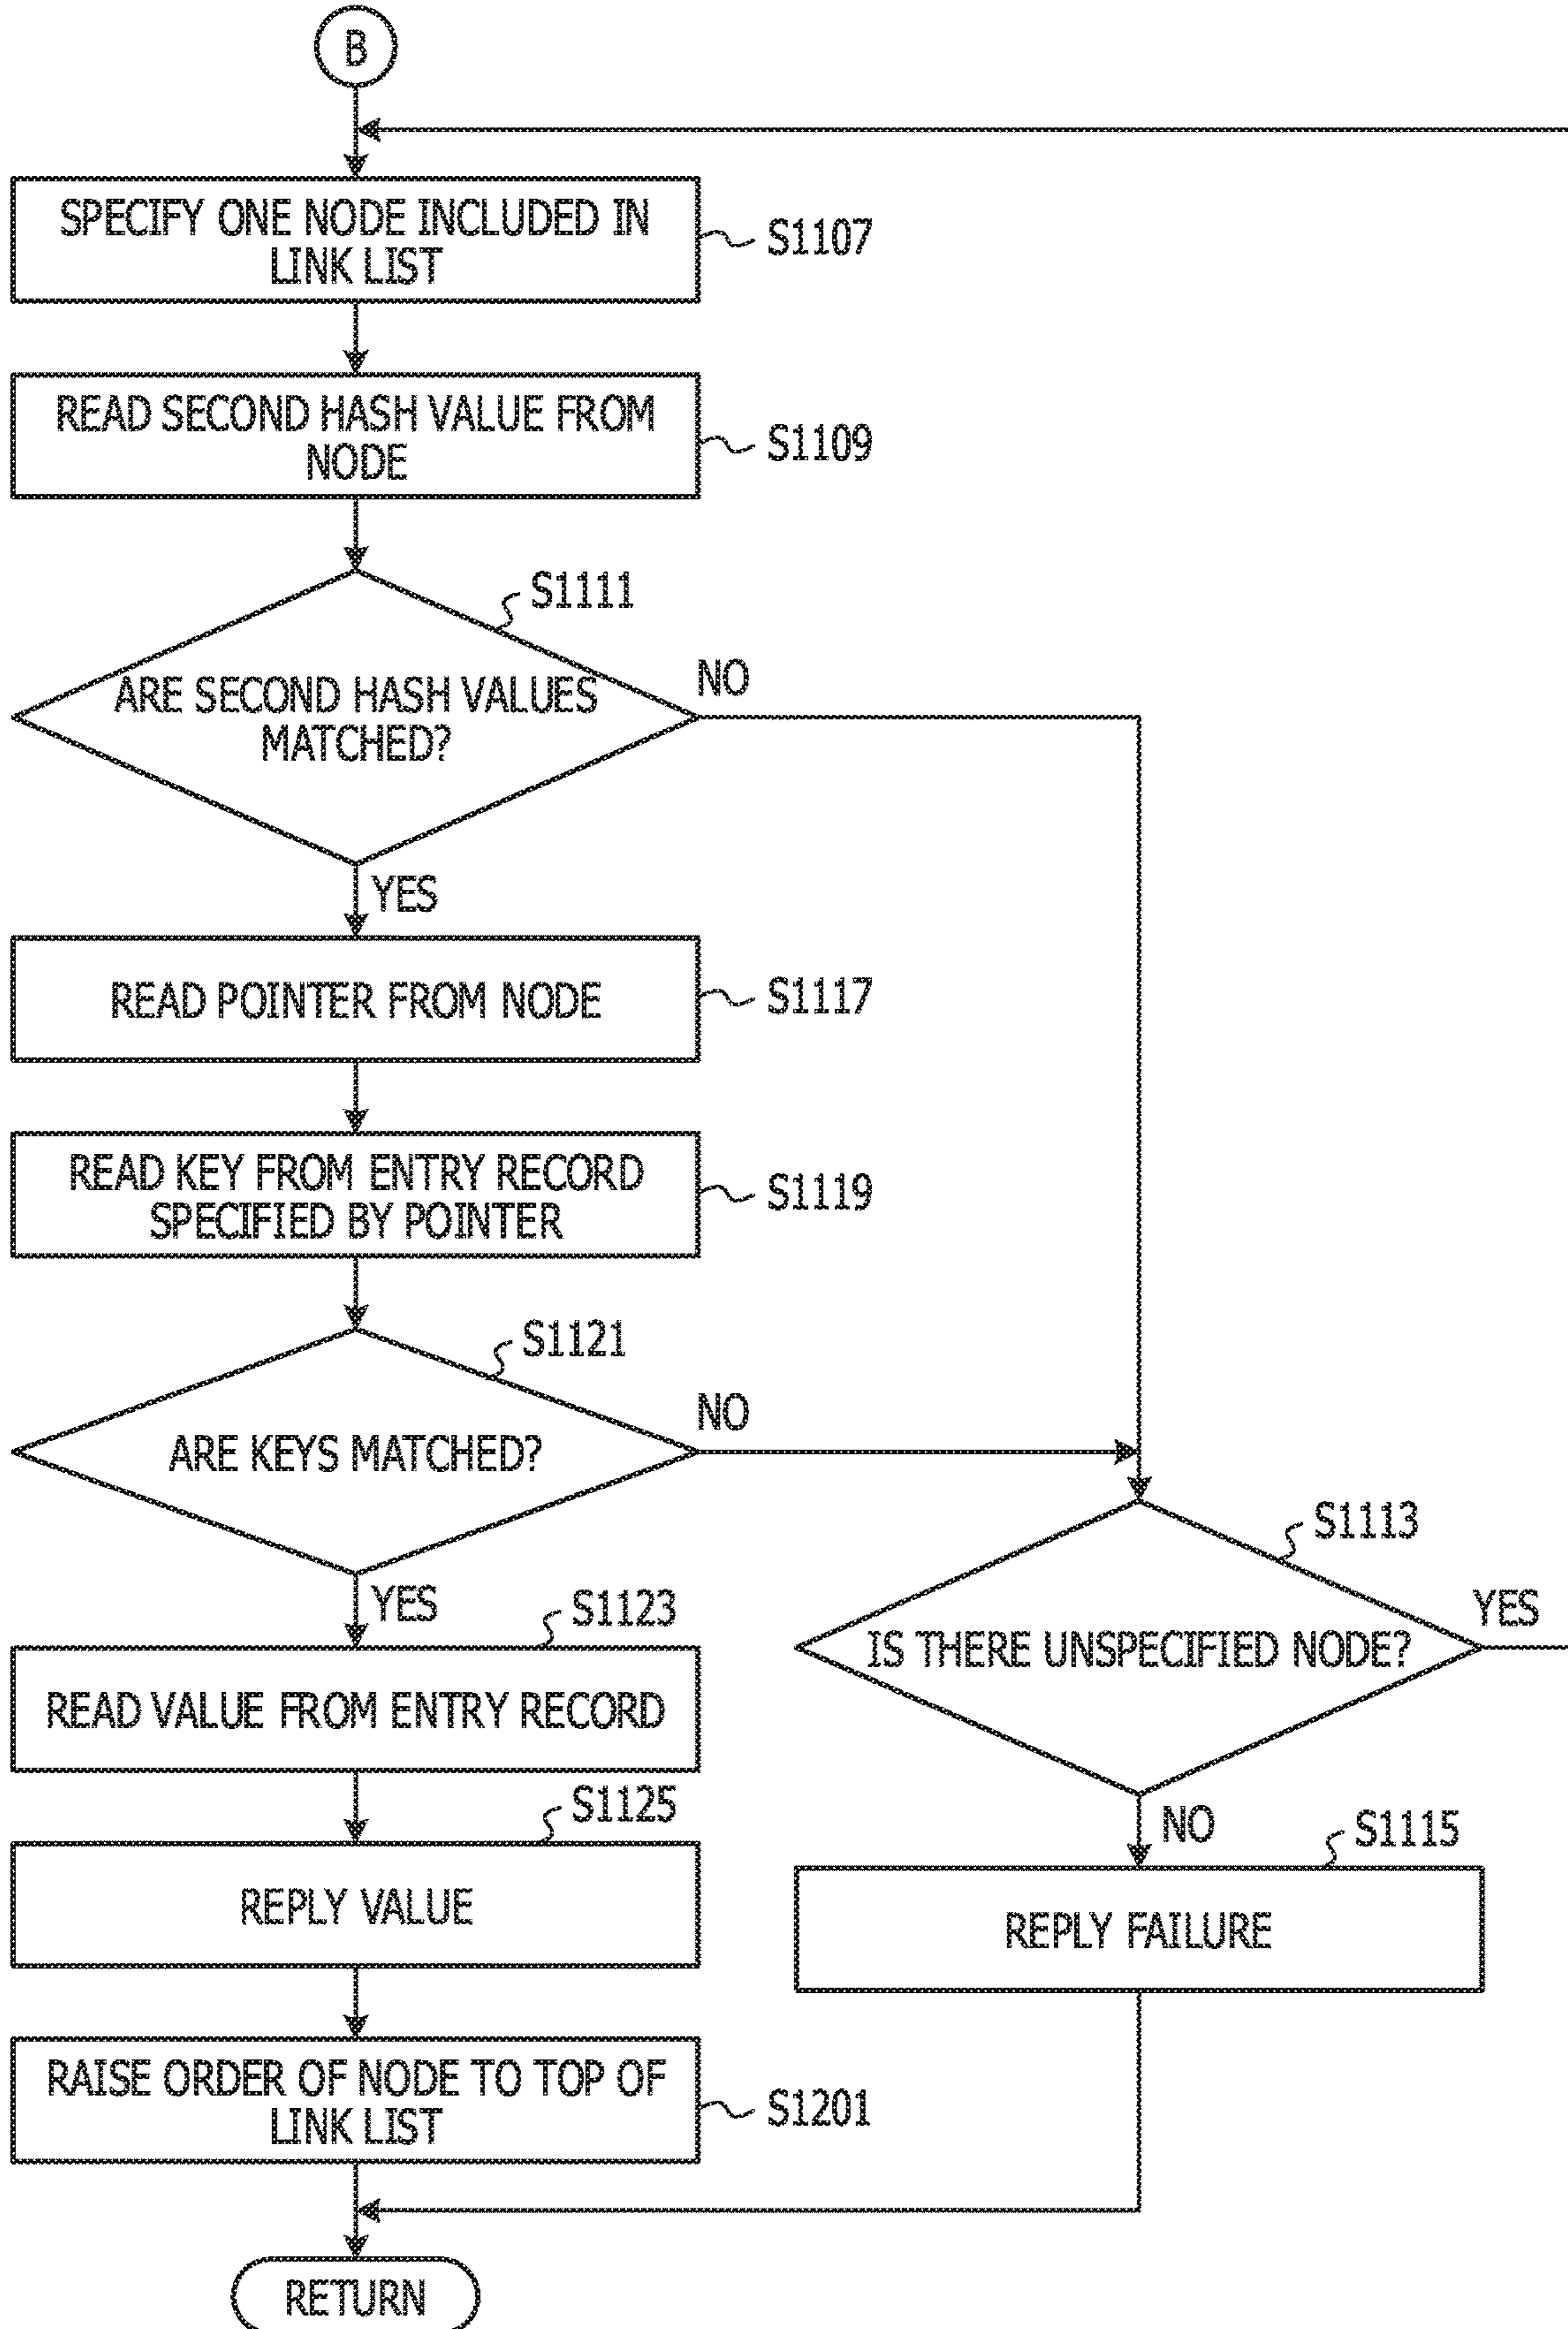 B
SPECIFY ONE NODE INCLUDED IN
LINK LIST
S1107
READ SECOND HASH VALUE FROM
NODE
S1109
S1111
ARE SECOND HASH VALUES
MATCHED?
NO
YES
READ POINTER FROM NODE
S1117
READ KEY FROM ENTRY RECORD
SPECIFIED BY POINTER
S1119
S1121
ARE KEYS MATCHED?
NO
YES
S1113
IS THERE UNSPECIFIED NODE?
YES
NO
S1123
READ VALUE FROM ENTRY RECORD
S1125
REPLY VALUE
S1115
REPLY FAILURE
RAISE ORDER OF NODE TO TOP OF
LINK LIST
S1201
RETURN